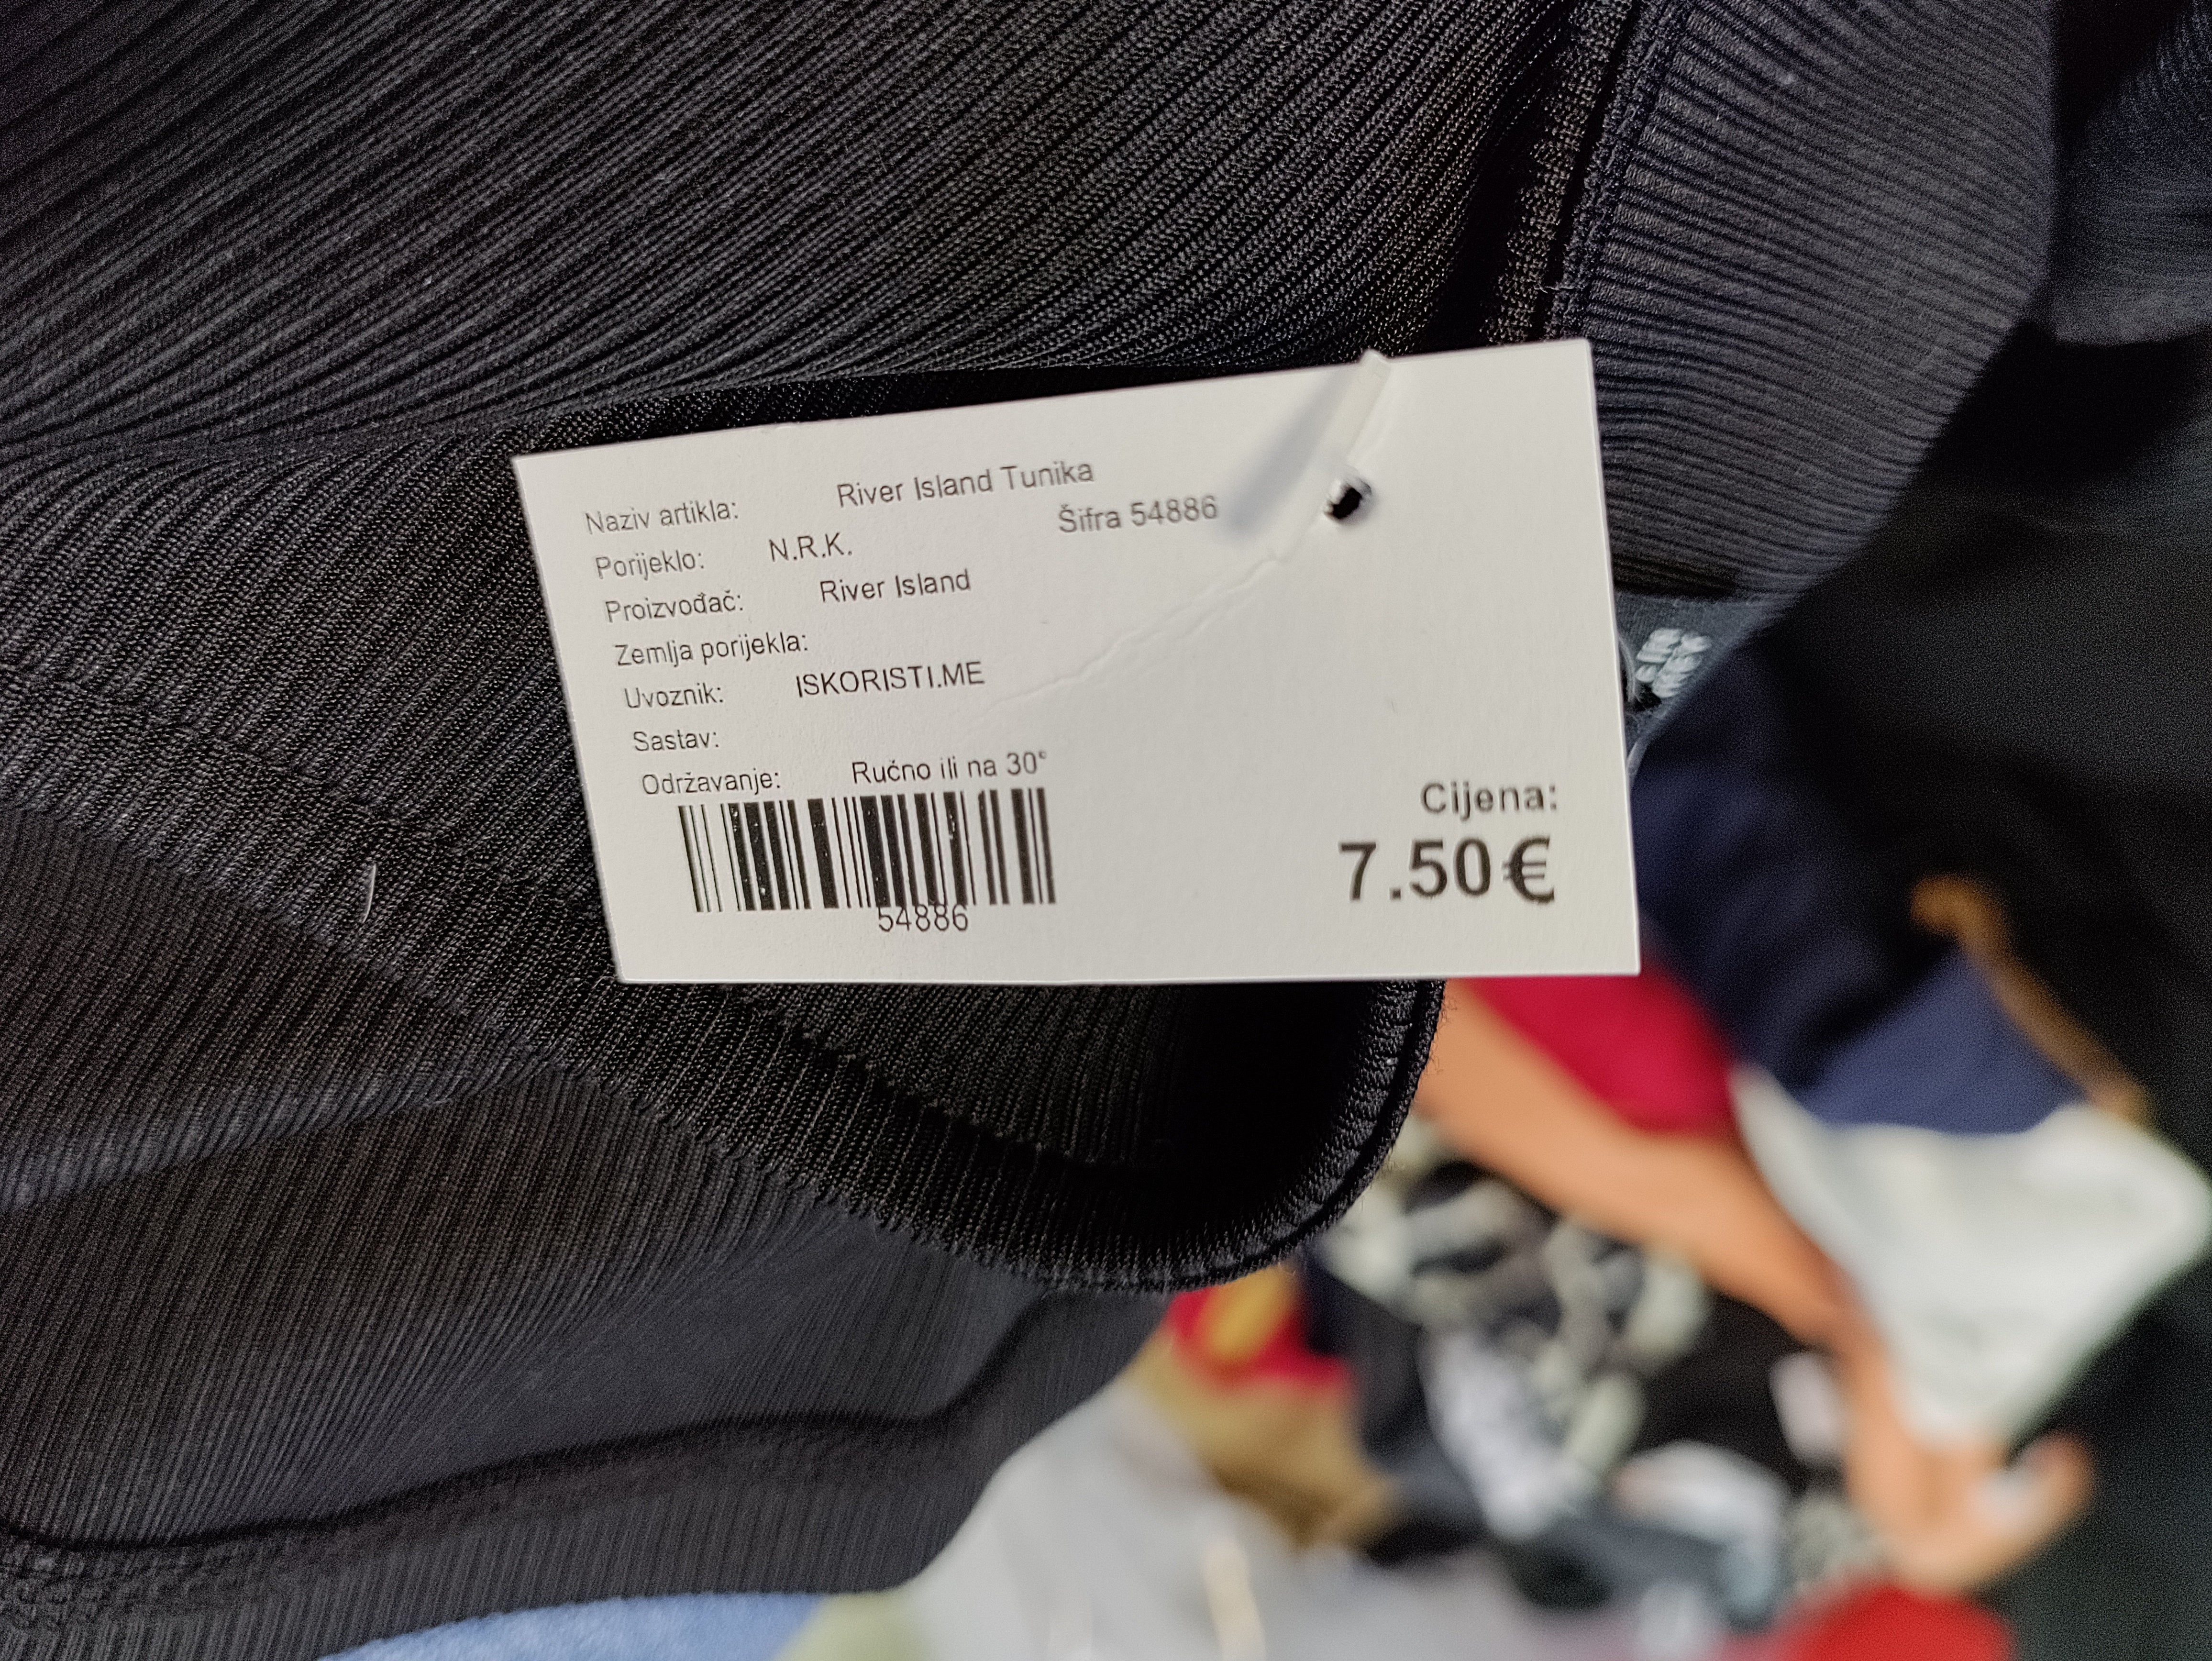 Naziv artikla: River Island Tunika
Porijeklo: N.R.K. Šifra 54886
Proizvođač: River Island
Zemlja porijekla:
Uvoznik: ISKORISTI.ME
Sastav:
Održavanje: Ručno ili na 30°
54886
Cijena:
7.50€